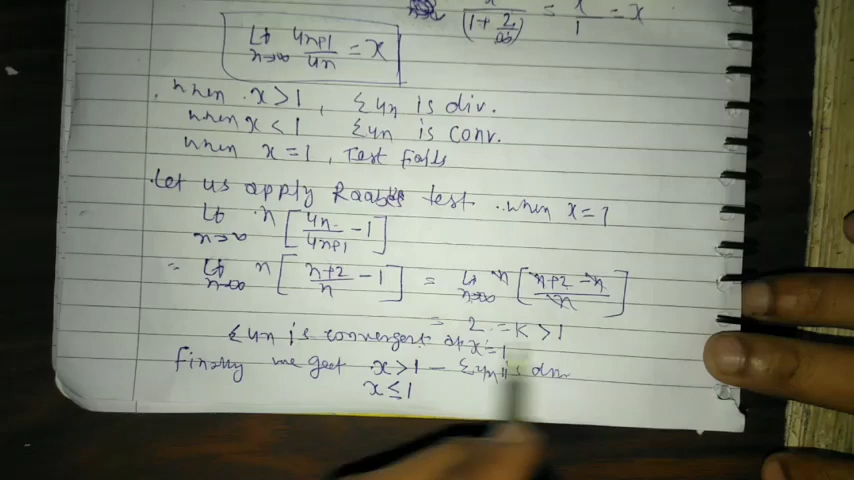 x/(1+2/∞) = x/1 = x
lt n→∞ un+1/un = x
when x>1, Σun is div.
when x<1 Σun is conv.
when x=1, Test fails
Let us apply Raabes test when x=1
lt n→∞ n[un/un+1 -1]
= lt n→∞ n[n+2/n -1] = lt n→∞ n[n+2-n/n]
= 2 = K >1
Σun is convergent at x=1
Finally we get x>1 – Σun is div
x≤1